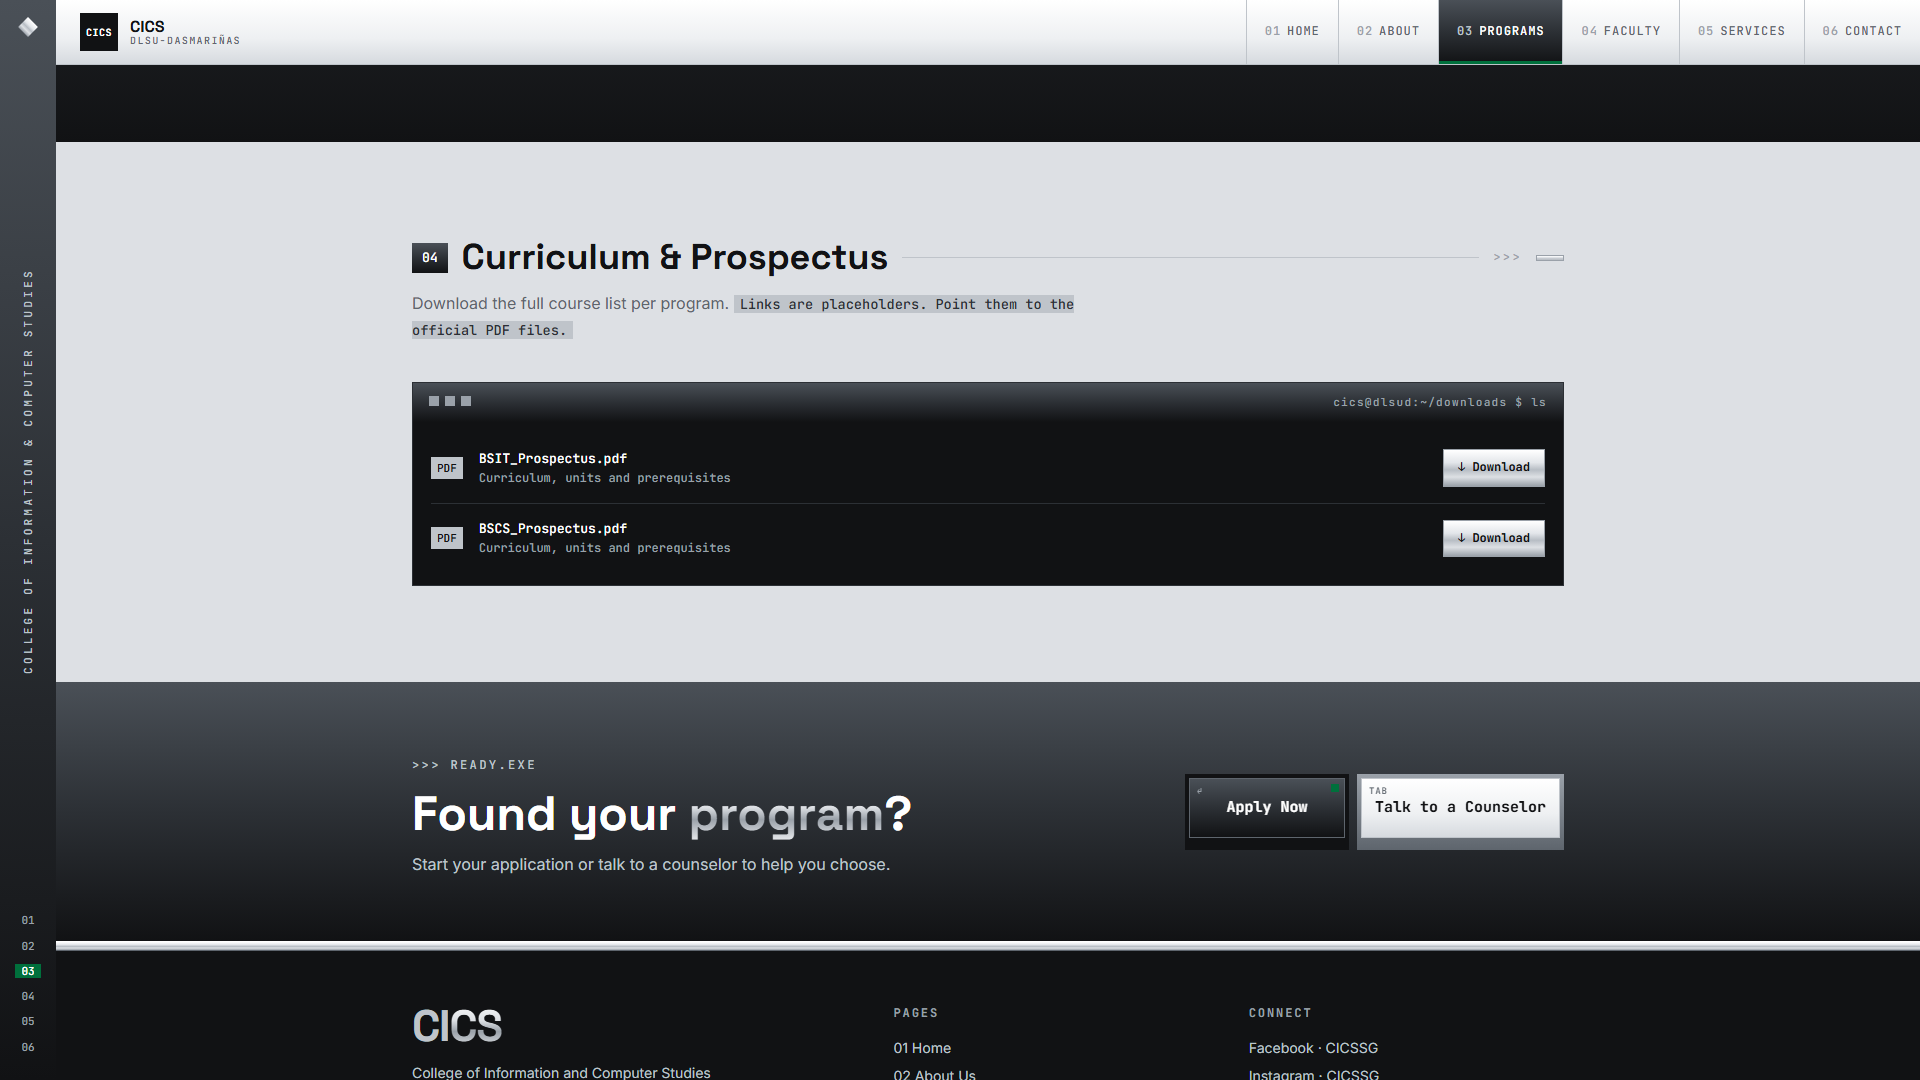 CICS
CICS
DLSU-DASMARIÑAS
01 HOME
02 ABOUT
03 PROGRAMS
04 FACULTY
05 SERVICES
06 CONTACT
COLLEGE OF INFORMATION & COMPUTER STUDIES
04
Curriculum & Prospectus
>>>
Download the full course list per program. Links are placeholders. Point them to the
official PDF files.
cics@dlsud:~/downloads $ ls
PDF
BSIT_Prospectus.pdf
Curriculum, units and prerequisites
↓ Download
PDF
BSCS_Prospectus.pdf
Curriculum, units and prerequisites
↓ Download
>>> READY.EXE
Found your program?
Start your application or talk to a counselor to help you choose.
Apply Now
TAB
Talk to a Counselor
01
02
03
04
05
06
CICS
College of Information and Computer Studies
PAGES
01 Home
02 About Us
CONNECT
Facebook · CICSSG
Instagram · CICSSG